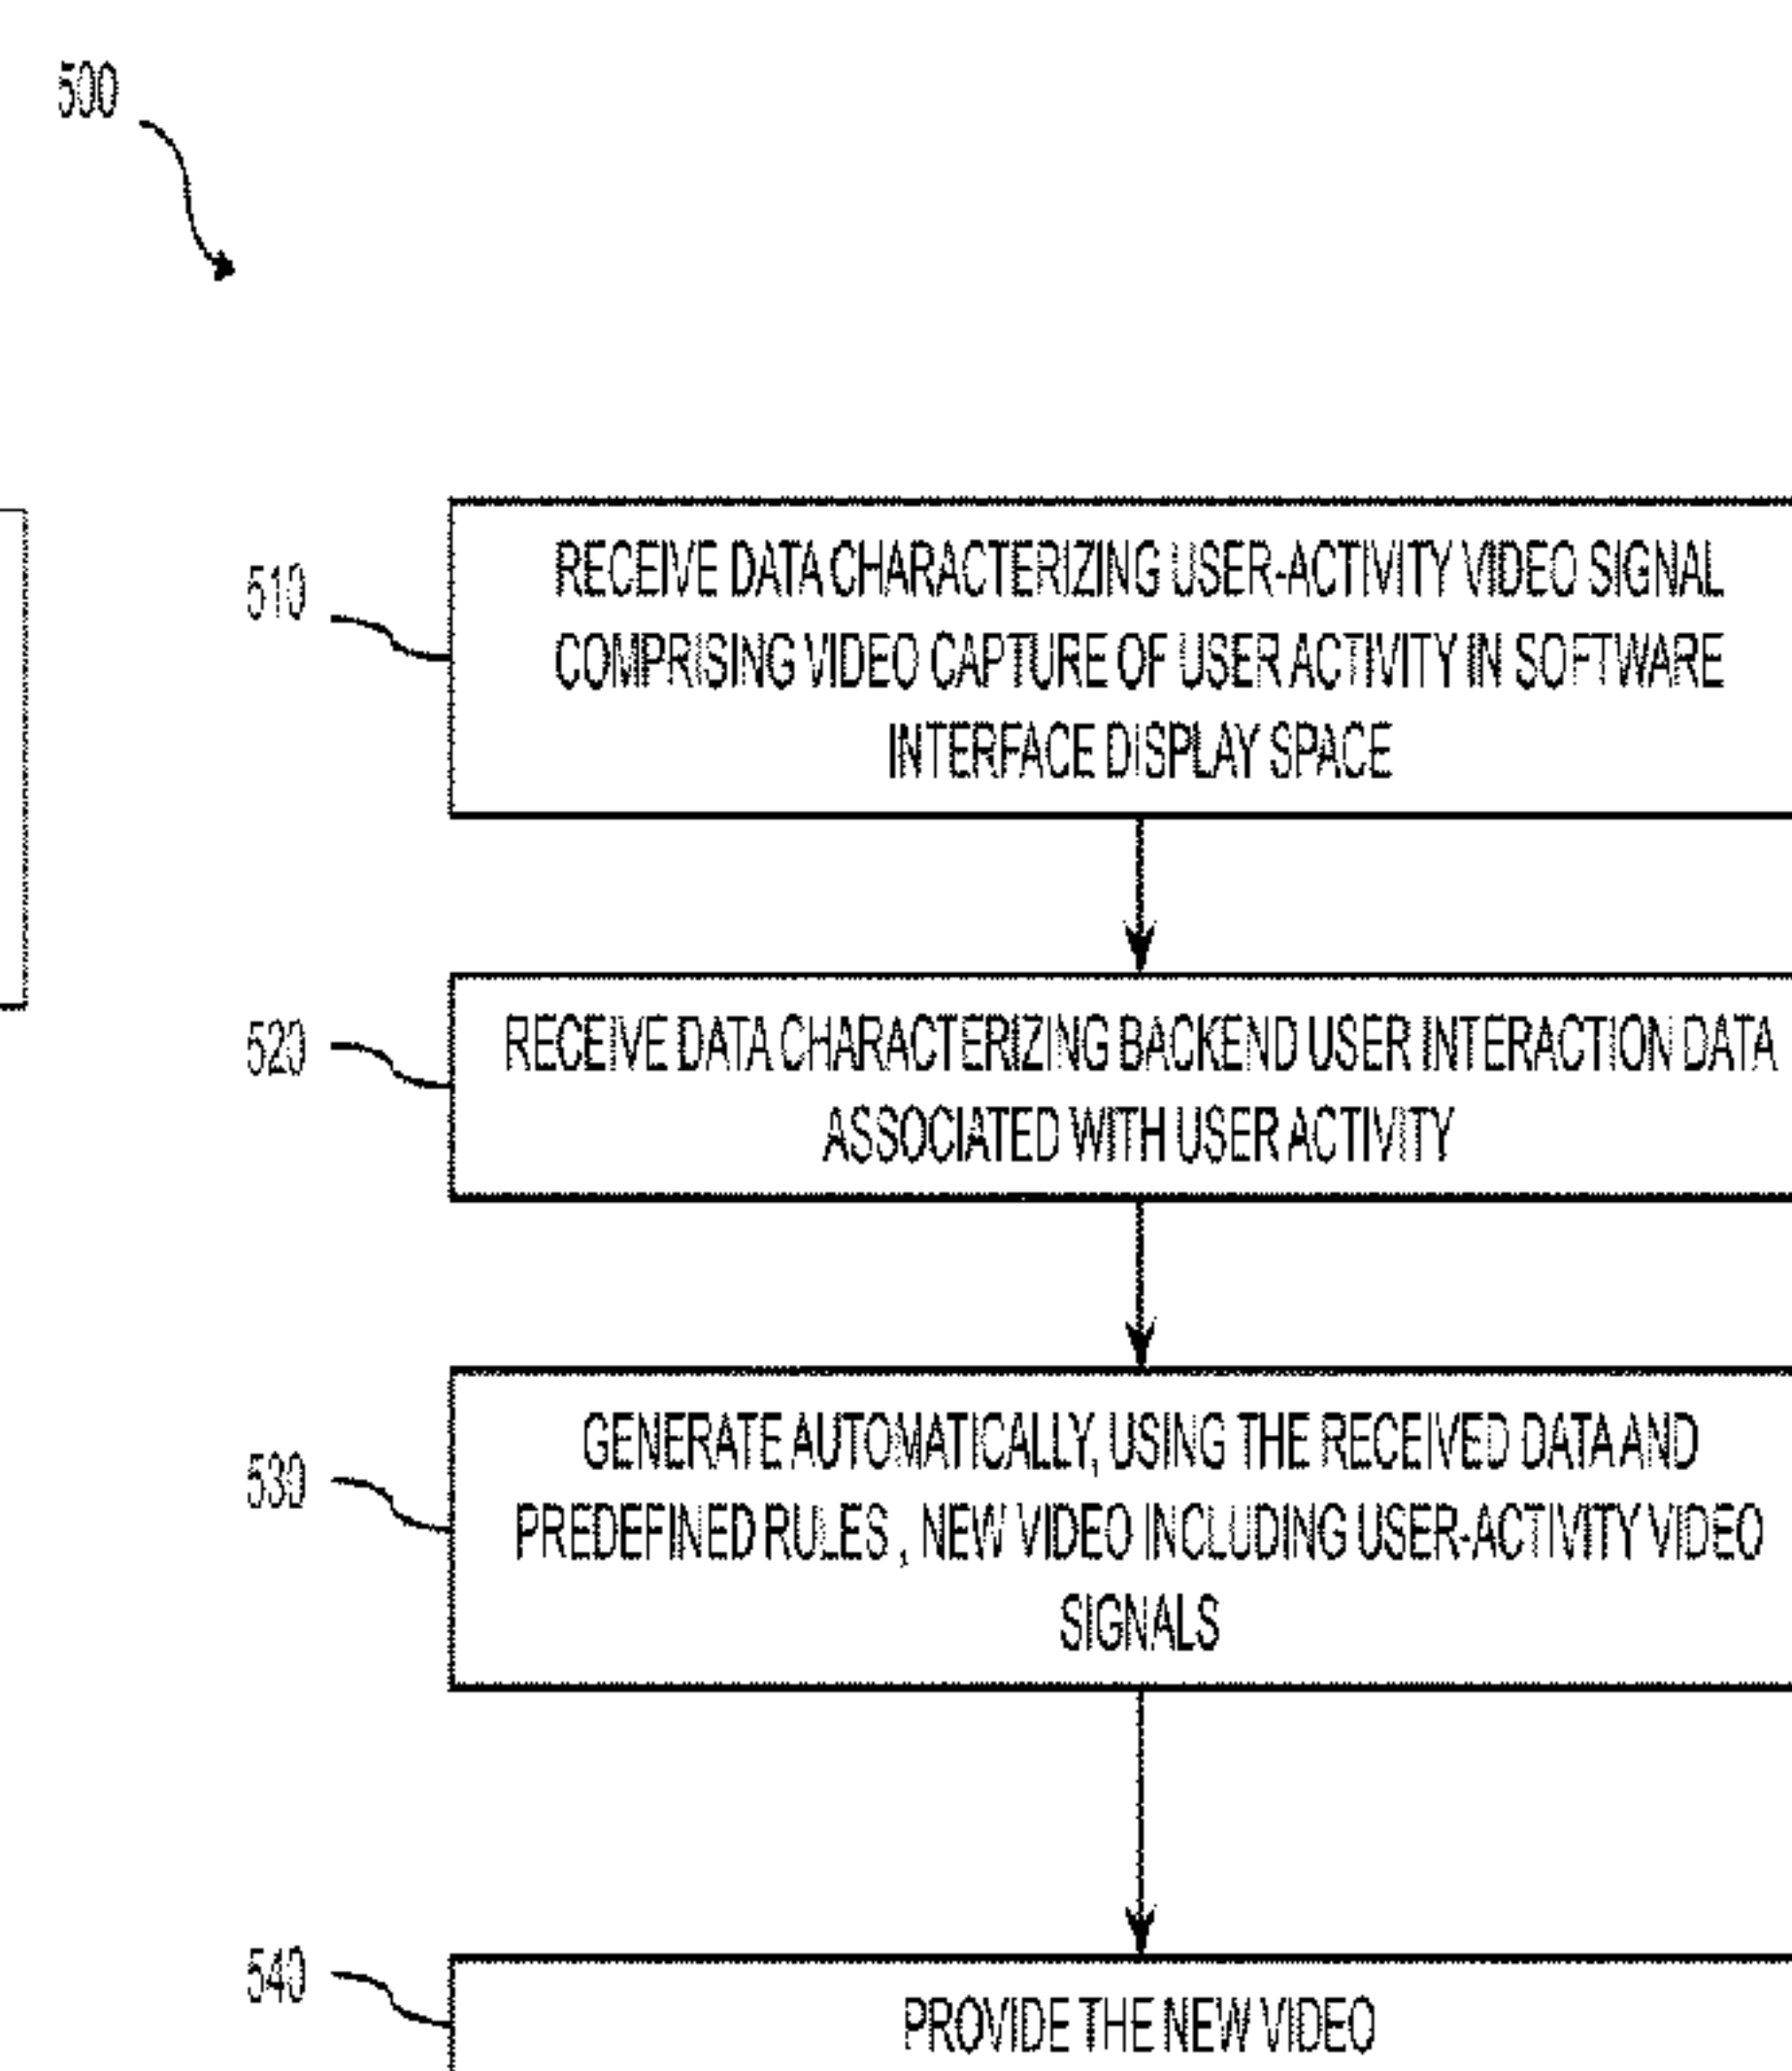 500
510
RECEIVE DATA CHARACTERIZING USER-ACTIVITY VIDEO SIGNAL
COMPRISING VIDEO CAPTURE OF USER ACTIVITY IN SOFTWARE
INTERFACE DISPLAY SPACE
520
RECEIVE DATA CHARACTERIZING BACKEND USER INTERACTION DATA
ASSOCIATED WITH USER ACTIVITY
530
GENERATE AUTOMATICALLY, USING THE RECEIVED DATA AND
PREDEFINED RULES , NEW VIDEO INCLUDING USER-ACTIVITY VIDEO
SIGNALS
540
PROVIDE THE NEW VIDEO